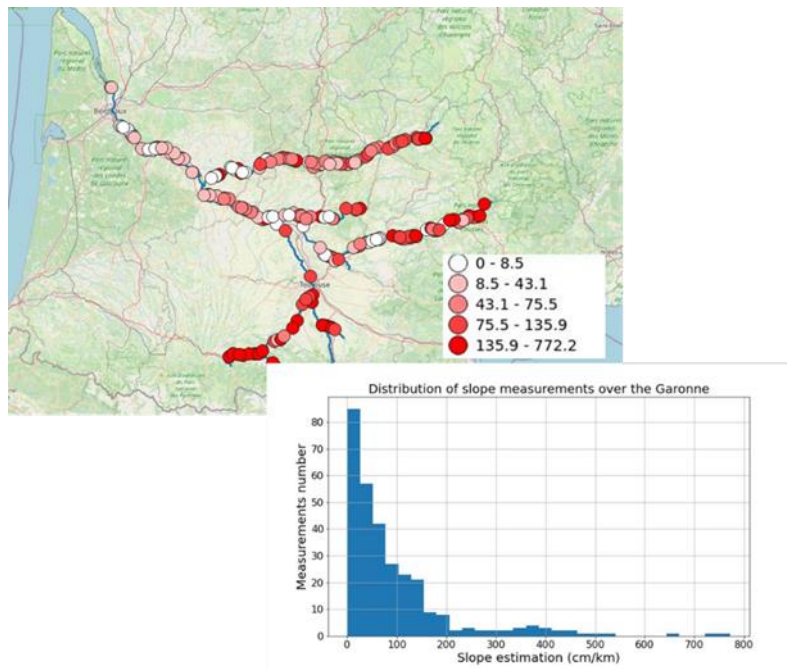 Bordeaux
Toulouse
0 - 8.5
8.5 - 43.1
43.1 - 75.5
75.5 - 135.9
135.9 - 772.2
Distribution of slope measurements over the Garonne
Measurements number
80
70
60
50
40
30
20
10
0
0 100 200 300 400 500 600 700 800
Slope estimation (cm/km)